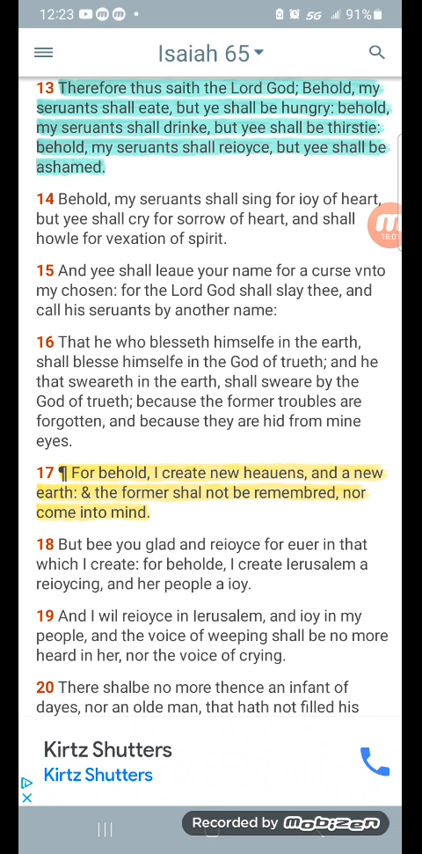 12:23 5G 91%
Isaiah 65
13 Therefore thus saith the Lord God; Behold, my
seruants shall eate, but ye shall be hungry: behold,
my seruants shall drinke, but yee shall be thirstie:
behold, my seruants shall reioyce, but yee shall be
ashamed.
14 Behold, my seruants shall sing for ioy of heart,
but yee shall cry for sorrow of heart, and shall
howle for vexation of spirit.
18:01
15 And yee shall leaue your name for a curse vnto
my chosen: for the Lord God shall slay thee, and
call his seruants by another name:
16 That he who blesseth himselfe in the earth,
shall blesse himselfe in the God of trueth; and he
that sweareth in the earth, shall sweare by the
God of trueth; because the former troubles are
forgotten, and because they are hid from mine
eyes.
17 ¶ For behold, I create new heauens, and a new
earth: & the former shal not be remembred, nor
come into mind.
18 But bee you glad and reioyce for euer in that
which I create: for beholde, I create Ierusalem a
reioycing, and her people a ioy.
19 And I wil reioyce in Ierusalem, and ioy in my
people, and the voice of weeping shall be no more
heard in her, nor the voice of crying.
20 There shalbe no more thence an infant of
dayes, nor an olde man, that hath not filled his
Kirtz Shutters
Kirtz Shutters
Recorded by mobizen